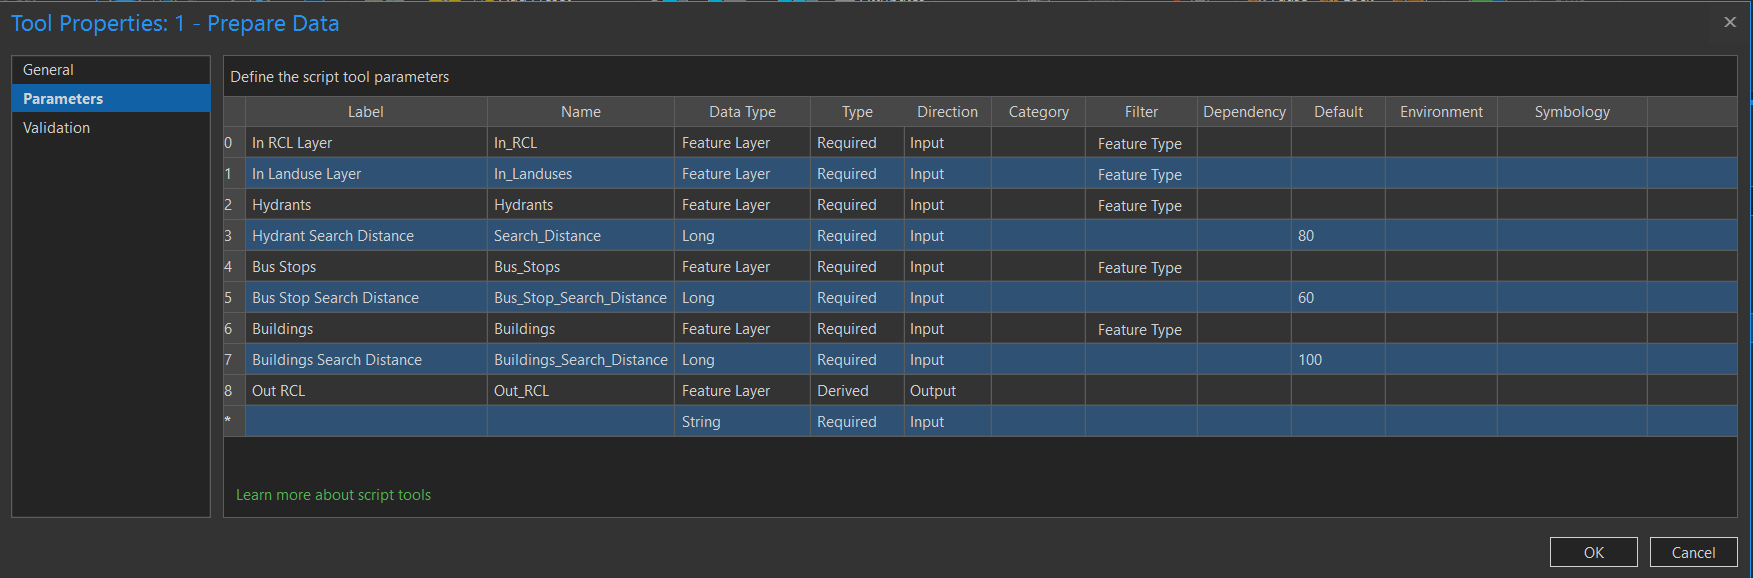 Tool Properties: 1 - Prepare Data
General
Parameters
Validation
Define the script tool parameters
Label Name Data Type Type Direction Category Filter Dependency Default Environment Symbology
0 In RCL Layer In_RCL Feature Layer Required Input Feature Type
1 In Landuse Layer In_Landuses Feature Layer Required Input Feature Type
2 Hydrants Hydrants Feature Layer Required Input Feature Type
3 Hydrant Search Distance Search_Distance Long Required Input 80
4 Bus Stops Bus_Stops Feature Layer Required Input Feature Type
5 Bus Stop Search Distance Bus_Stop_Search_Distance Long Required Input 60
6 Buildings Buildings Feature Layer Required Input Feature Type
7 Buildings Search Distance Buildings_Search_Distance Long Required Input 100
8 Out RCL Out_RCL Feature Layer Derived Output
* String Required Input
Learn more about script tools
OK Cancel